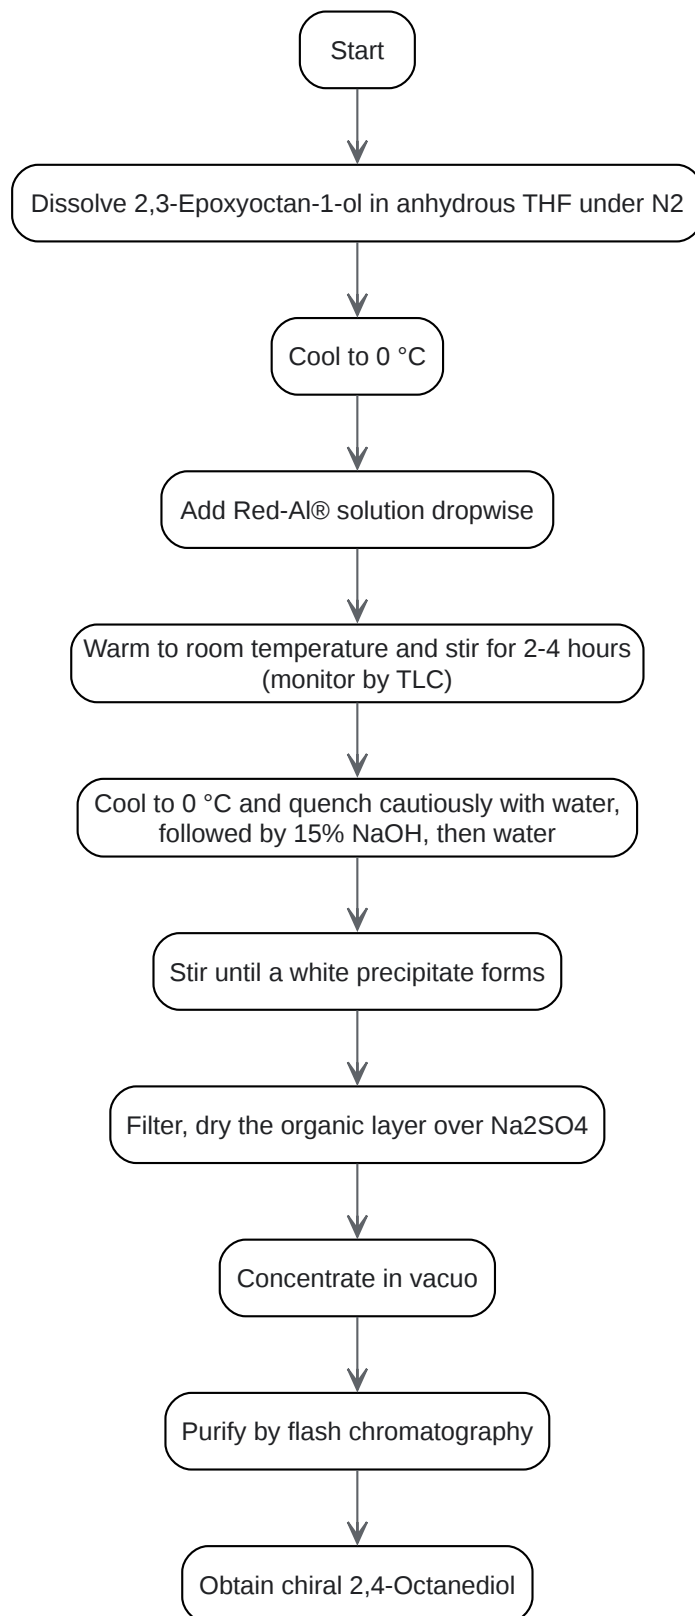 Start
Dissolve 2,3-Epoxyoctan-1-ol in anhydrous THF under N2
Cool to 0 °C
Add Red-Al® solution dropwise
Warm to room temperature and stir for 2-4 hours
(monitor by TLC)
Cool to 0 °C and quench cautiously with water,
followed by 15% NaOH, then water
Stir until a white precipitate forms
Filter, dry the organic layer over Na2SO4
Concentrate in vacuo
Purify by flash chromatography
Obtain chiral 2,4-Octanediol